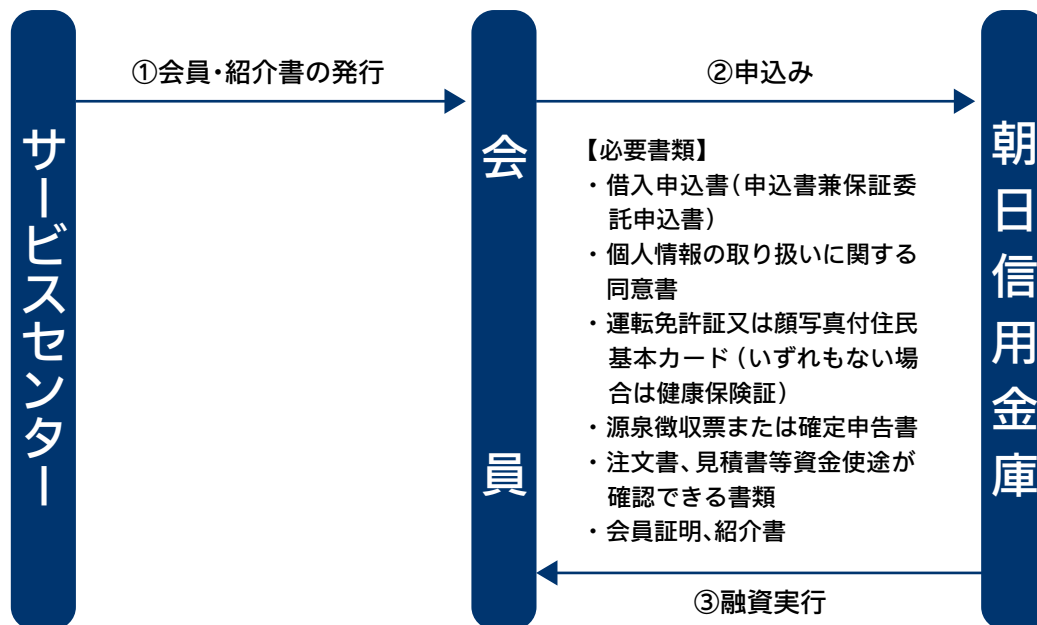 サービスセンター
①会員・紹介書の発行
会員
②申込み
【必要書類】
・借入申込書（申込書兼保証委
託申込書）
・個人情報の取り扱いに関する
同意書
・運転免許証又は顔写真付住民
基本カード（いずれもない場
合は健康保険証）
・源泉徴収票または確定申告書
・注文書、見積書等資金使途が
確認できる書類
・会員証明、紹介書
③融資実行
朝日信用金庫